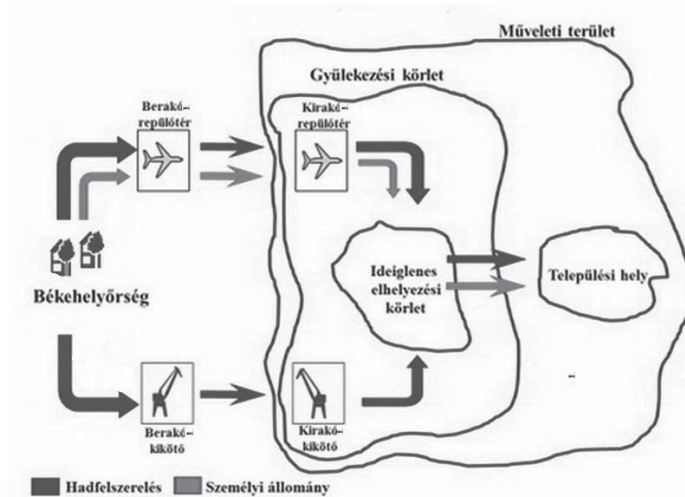 Műveleti terület
Gyülekezési körlet
Berakó-
repülőtér
Kirakó-
repülőtér
Békehelyőrség
Ideiglenes
elhelyezési
körlet
Települési hely
Berakó-
kikötő
Kirakó-
kikötő
Hadfelszerelés
Személyi állomány